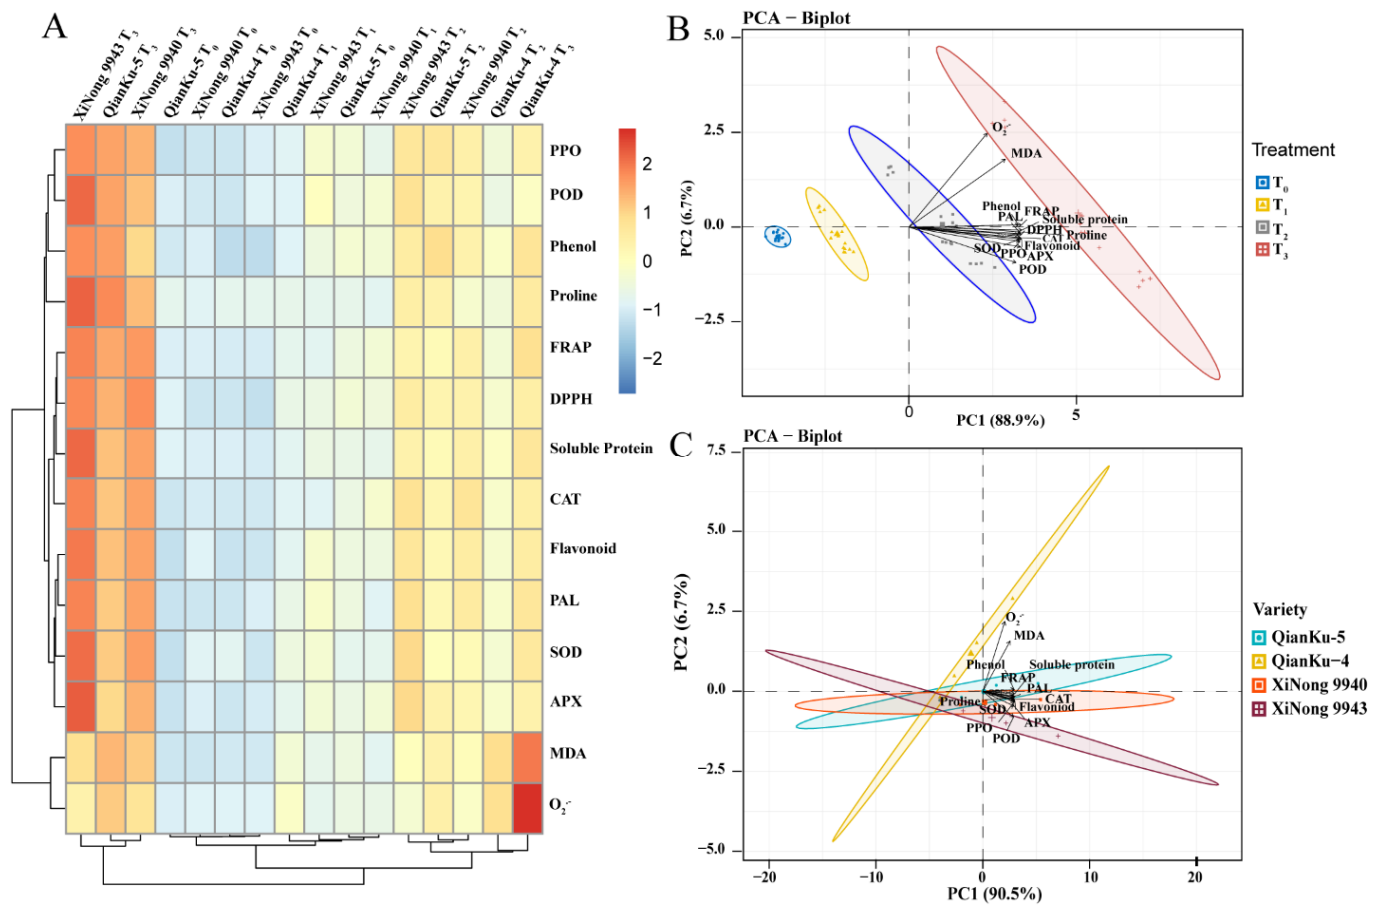 A
XiNong 9943 T3
QianKu-5 T3
XiNong 9940 T3
QianKu-5 T0
XiNong 9940 T0
QianKu-4 T0
XiNong 9943 T0
QianKu-4 T1
XiNong 9943 T1
QianKu-5 T0
XiNong 9940 T1
XiNong 9943 T2
QianKu-5 T2
XiNong 9940 T2
QianKu-4 T2
QianKu-4 T3
PPO
POD
Phenol
Proline
FRAP
DPPH
Soluble Protein
CAT
Flavonoid
PAL
SOD
APX
MDA
O2·-
2
1
0
−1
−2
B
PCA − Biplot
5.0
2.5
0.0
−2.5
PC2 (6.7%)
O2·-
MDA
Phenol
FRAP
PAL
Soluble protein
DPPH
Proline
CAT
SOD
Flavonoid
PPO
APX
POD
0
5
PC1 (88.9%)
Treatment
T0
T1
T2
T3
C
PCA − Biplot
7.5
5.0
2.5
0.0
−2.5
−5.0
PC2 (6.7%)
O2·-
MDA
Phenol
Soluble protein
FRAP
PAL
Proline
CAT
SOD
Flavonoid
PPO
APX
POD
−20
−10
0
10
20
PC1 (90.5%)
Variety
QianKu-5
QianKu−4
XiNong 9940
XiNong 9943